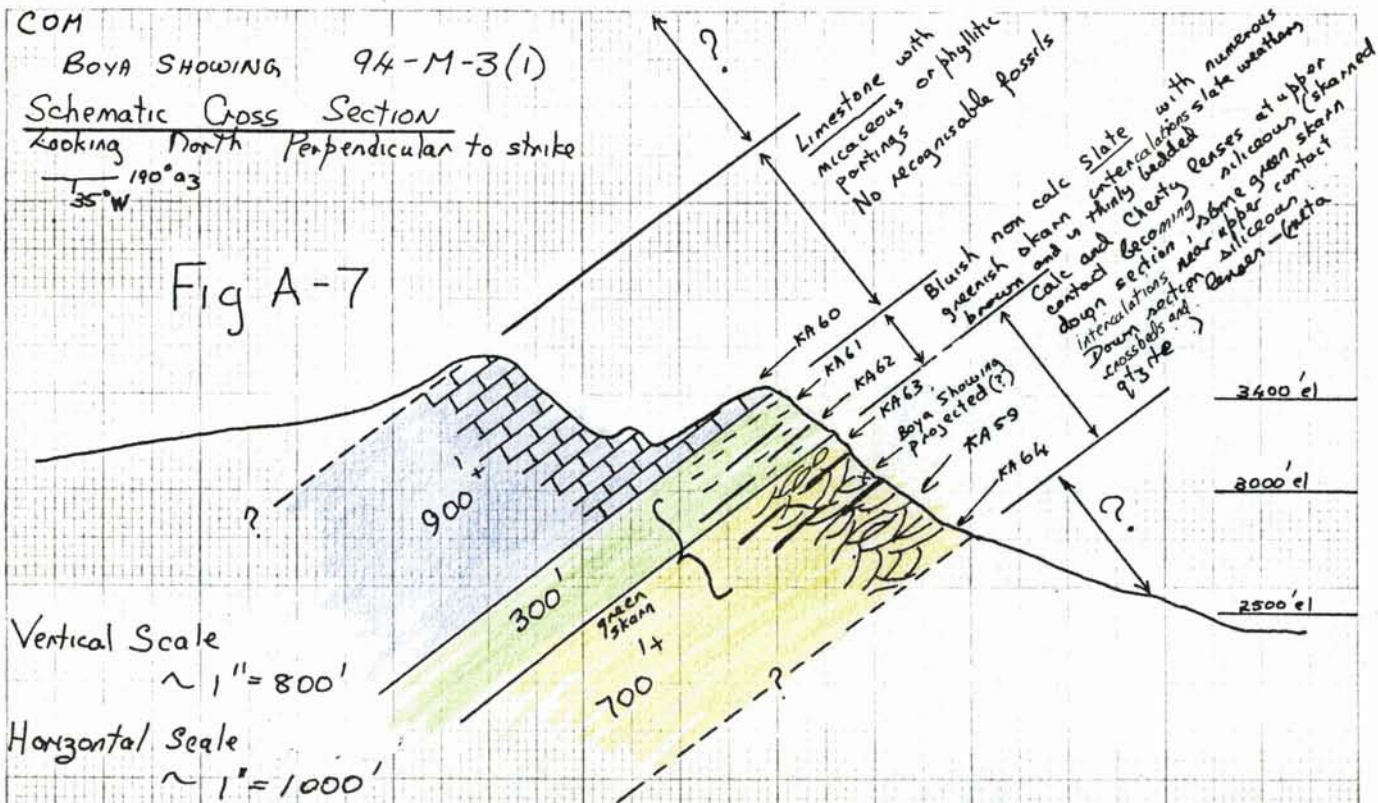 COM
BOYA SHOWING 94-M-3(1)
Schematic Cross Section
Looking North Perpendicular to strike
190° az
35°W
Fig A-7
?
Limestone with
micaceous or phyllitic
partings
No recognisable fossils
Bluish non calc Slate with numerous
greenish skarn intercalations slate weathers
brown and is thinly bedded
Calc and Cherty lenses at upper
contact becoming siliceous (skarned
down section, some green skarn
intercalations near upper contact
Down section siliceous
crossbeds and lenses - (meta
qtzite ?)
KA60
KA61
KA62
KA63
Boya Showing
projected (?)
KA59
KA64
?
3400' el
3000' el
2500' el
?
900'+
300'
green
skarn
700'+
?
Vertical Scale
~ 1" = 800'
Horizontal Scale
~ 1" = 1000'